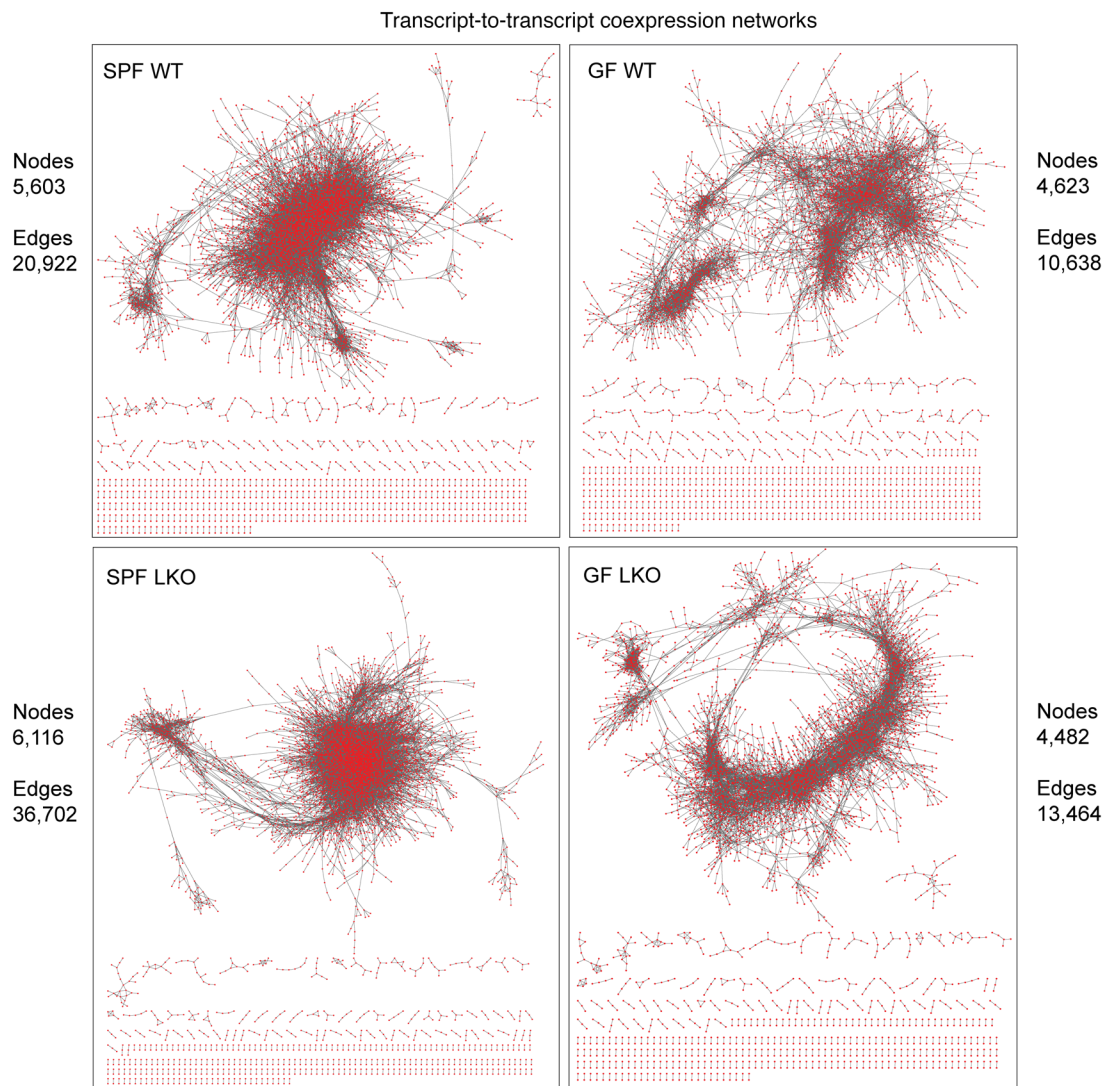 Transcript-to-transcript coexpression networks
SPF WT
GF WT
Nodes
5,603
Edges
20,922
Nodes
4,623
Edges
10,638
SPF LKO
GF LKO
Nodes
6,116
Edges
36,702
Nodes
4,482
Edges
13,464